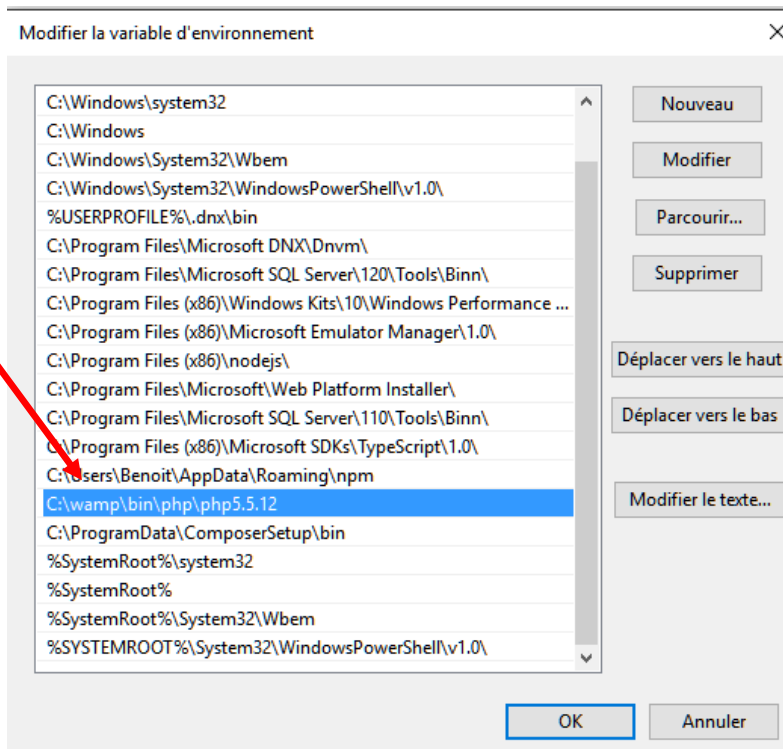 Modifier la variable d'environnement
C:\Windows\system32
C:\Windows
C:\Windows\System32\Wbem
C:\Windows\System32\WindowsPowerShell\v1.0\
%USERPROFILE%\.dnx\bin
C:\Program Files\Microsoft DNX\Dnvm\
C:\Program Files\Microsoft SQL Server\120\Tools\Binn\
C:\Program Files (x86)\Windows Kits\10\Windows Performance ...
C:\Program Files (x86)\Microsoft Emulator Manager\1.0\
C:\Program Files (x86)\nodejs\
C:\Program Files\Microsoft\Web Platform Installer\
C:\Program Files\Microsoft SQL Server\110\Tools\Binn\
C:\Program Files (x86)\Microsoft SDKs\TypeScript\1.0\
C:\Users\Benoit\AppData\Roaming\npm
C:\wamp\bin\php\php5.5.12
C:\ProgramData\ComposerSetup\bin
%SystemRoot%\system32
%SystemRoot%
%SystemRoot%\System32\Wbem
%SYSTEMROOT%\System32\WindowsPowerShell\v1.0\
Nouveau
Modifier
Parcourir...
Supprimer
Déplacer vers le haut
Déplacer vers le bas
Modifier le texte...
OK
Annuler